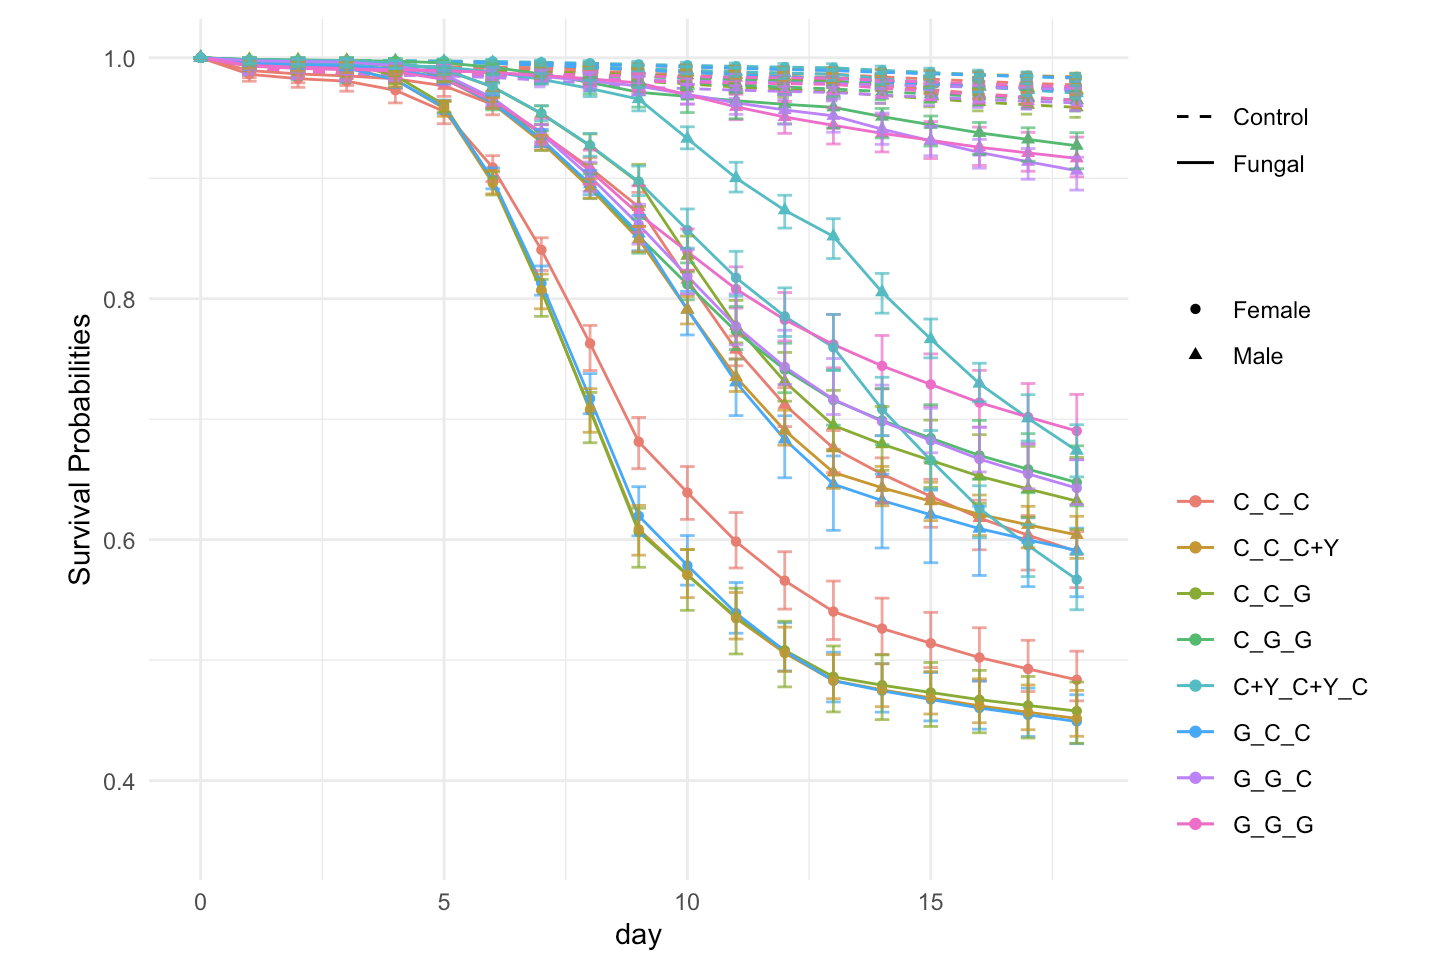 1.0
0.8
0.6
0.4
Survival Probabilities
0
5
10
15
day
Control
Fungal
Female
Male
C_C_C
C_C_C+Y
C_C_G
C_G_G
C+Y_C+Y_C
G_C_C
G_G_C
G_G_G